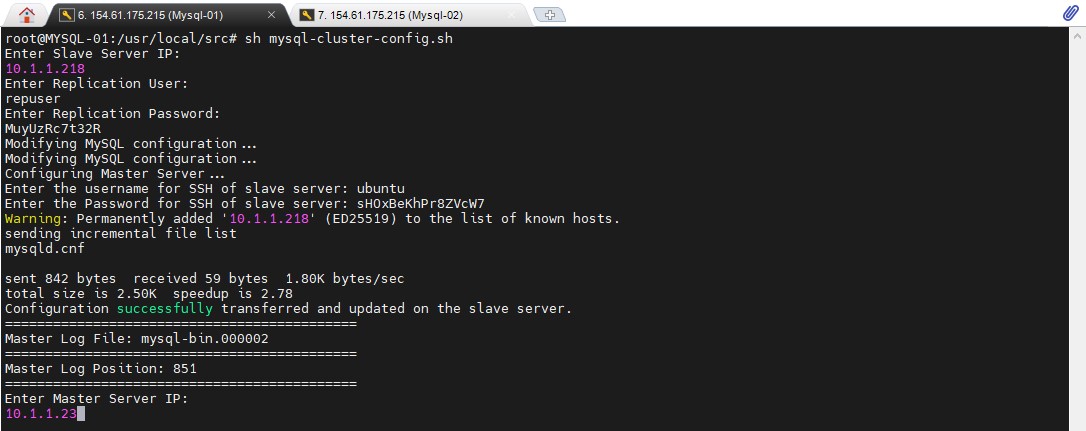 6. 154.61.175.215 (Mysql-01)
7. 154.61.175.215 (Mysql-02)
root@MYSQL-01:/usr/local/src# sh mysql-cluster-config.sh
Enter Slave Server IP:
10.1.1.218
Enter Replication User:
repuser
Enter Replication Password:
MuyUzRc7t32R
Modifying MySQL configuration...
Modifying MySQL configuration...
Configuring Master Server...
Enter the username for SSH of slave server: ubuntu
Enter the Password for SSH of slave server: sHOxBeKhPr8ZVcW7
Warning: Permanently added '10.1.1.218' (ED25519) to the list of known hosts.
sending incremental file list
mysqld.cnf
sent 842 bytes  received 59 bytes  1.80K bytes/sec
total size is 2.50K  speedup is 2.78
Configuration successfully transferred and updated on the slave server.
============================================
Master Log File: mysql-bin.000002
============================================
Master Log Position: 851
============================================
Enter Master Server IP:
10.1.1.23